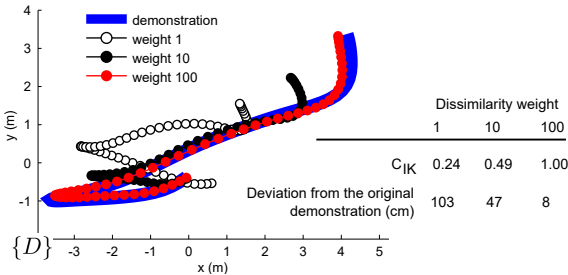 demonstration
weight 1
weight 10
weight 100
4
3
2
1
0
-1
y (m)
{D}
-3 -2 -1 0 1 2 3 4 5
x (m)
Dissimilarity weight
1 10 100
C_IK 0.24 0.49 1.00
Deviation from the original
demonstration (cm) 103 47 8